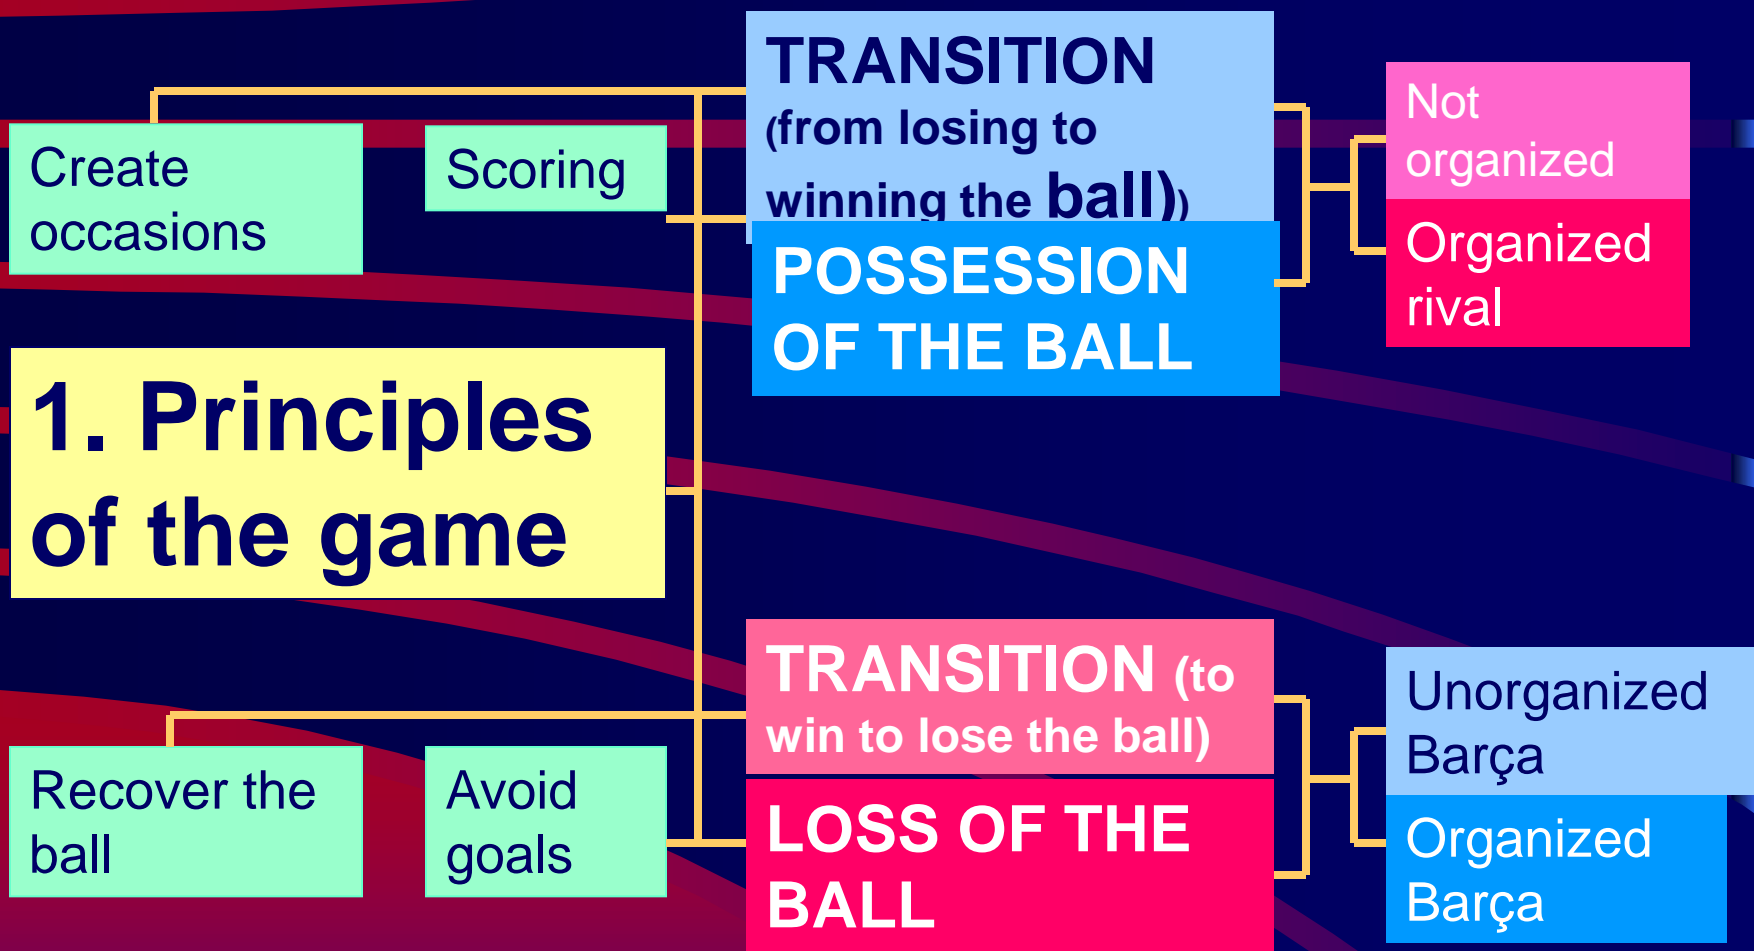 TRANSITION
(from losing to
winning the ball))
POSSESSION
OF THE BALL
Not
organized
Organized
rival
Create
occasions
Scoring
1. Principles
of the game
TRANSITION (to
win to lose the ball)
LOSS OF THE
BALL
Unorganized
Barça
Organized
Barça
Recover the
ball
Avoid
goals